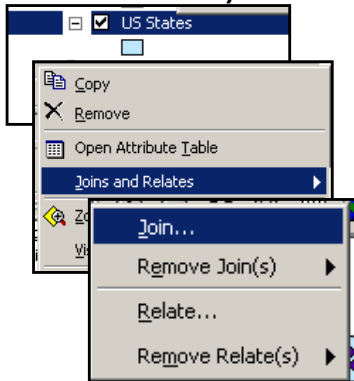 US States
Copy
Remove
Open Attribute Table
Joins and Relates
Join...
Remove Join(s)
Relate...
Remove Relate(s)